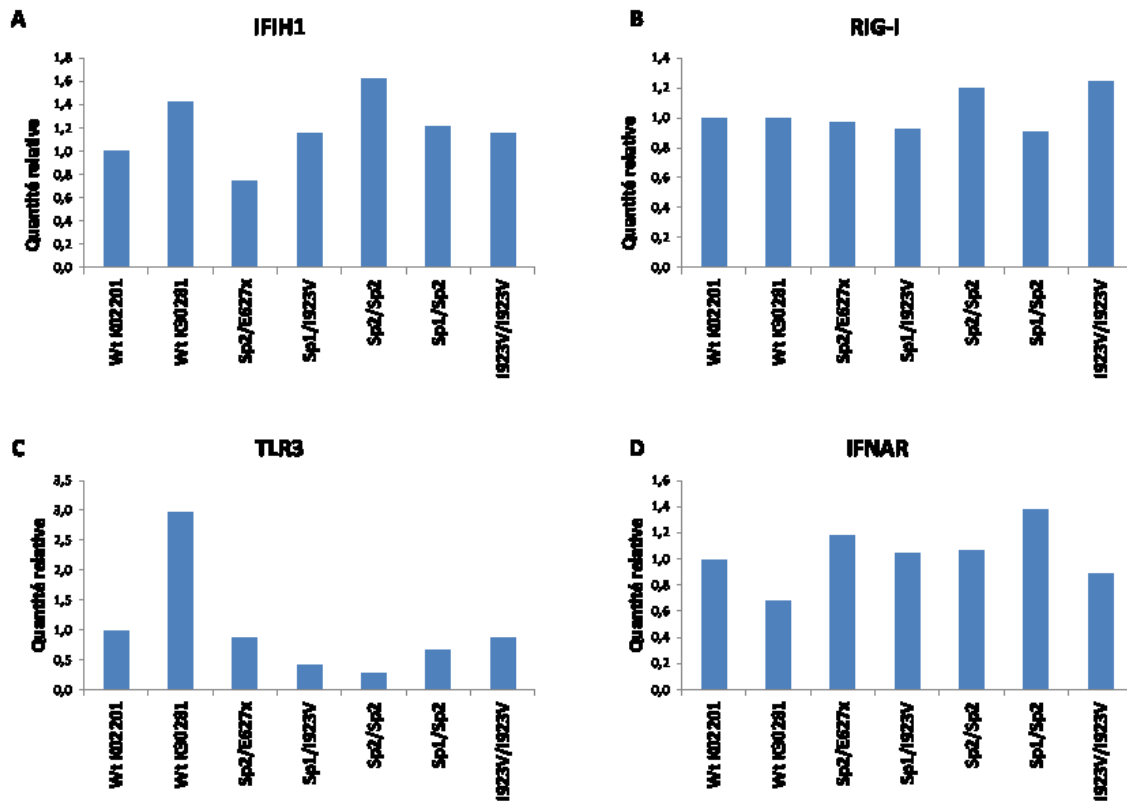 A
IFIH1
Quantité relative
1,8
1,6
1,4
1,2
1,0
0,8
0,6
0,4
0,2
0,0
Wt K02201
Wt K30281
Sp2/E627x
Sp1/I923V
Sp2/Sp2
Sp1/Sp2
I923V/I923V
B
RIG-I
Quantité relative
1,4
1,2
1,0
0,8
0,6
0,4
0,2
0,0
Wt K02201
Wt K30281
Sp2/E627x
Sp1/I923V
Sp2/Sp2
Sp1/Sp2
I923V/I923V
C
TLR3
Quantité relative
3,5
3,0
2,5
2,0
1,5
1,0
0,5
0,0
Wt K02201
Wt K30281
Sp2/E627x
Sp1/I923V
Sp2/Sp2
Sp1/Sp2
I923V/I923V
D
IFNAR
Quantité relative
1,6
1,4
1,2
1,0
0,8
0,6
0,4
0,2
0,0
Wt K02201
Wt K30281
Sp2/E627x
Sp1/I923V
Sp2/Sp2
Sp1/Sp2
I923V/I923V